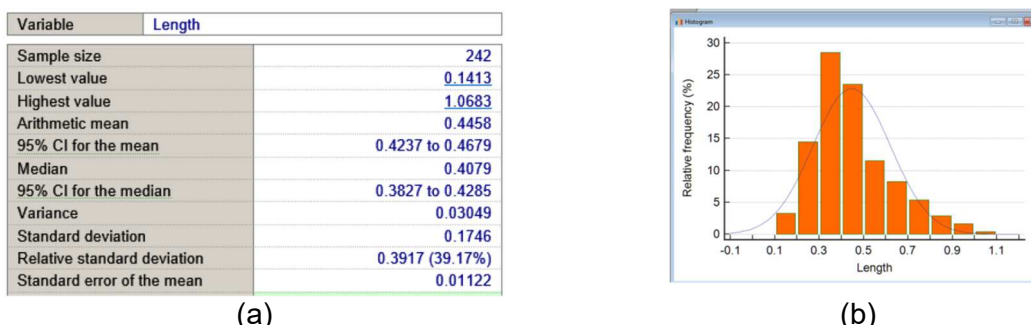 Variable Length
Sample size 242
Lowest value 0.1413
Highest value 1.0683
Arithmetic mean 0.4458
95% CI for the mean 0.4237 to 0.4679
Median 0.4079
95% CI for the median 0.3827 to 0.4285
Variance 0.03049
Standard deviation 0.1746
Relative standard deviation 0.3917 (39.17%)
Standard error of the mean 0.01122
(a)
Histogram
30
25
20
15
10
5
0
Relative frequency (%)
-0.1 0.1 0.3 0.5 0.7 0.9 1.1
Length
(b)